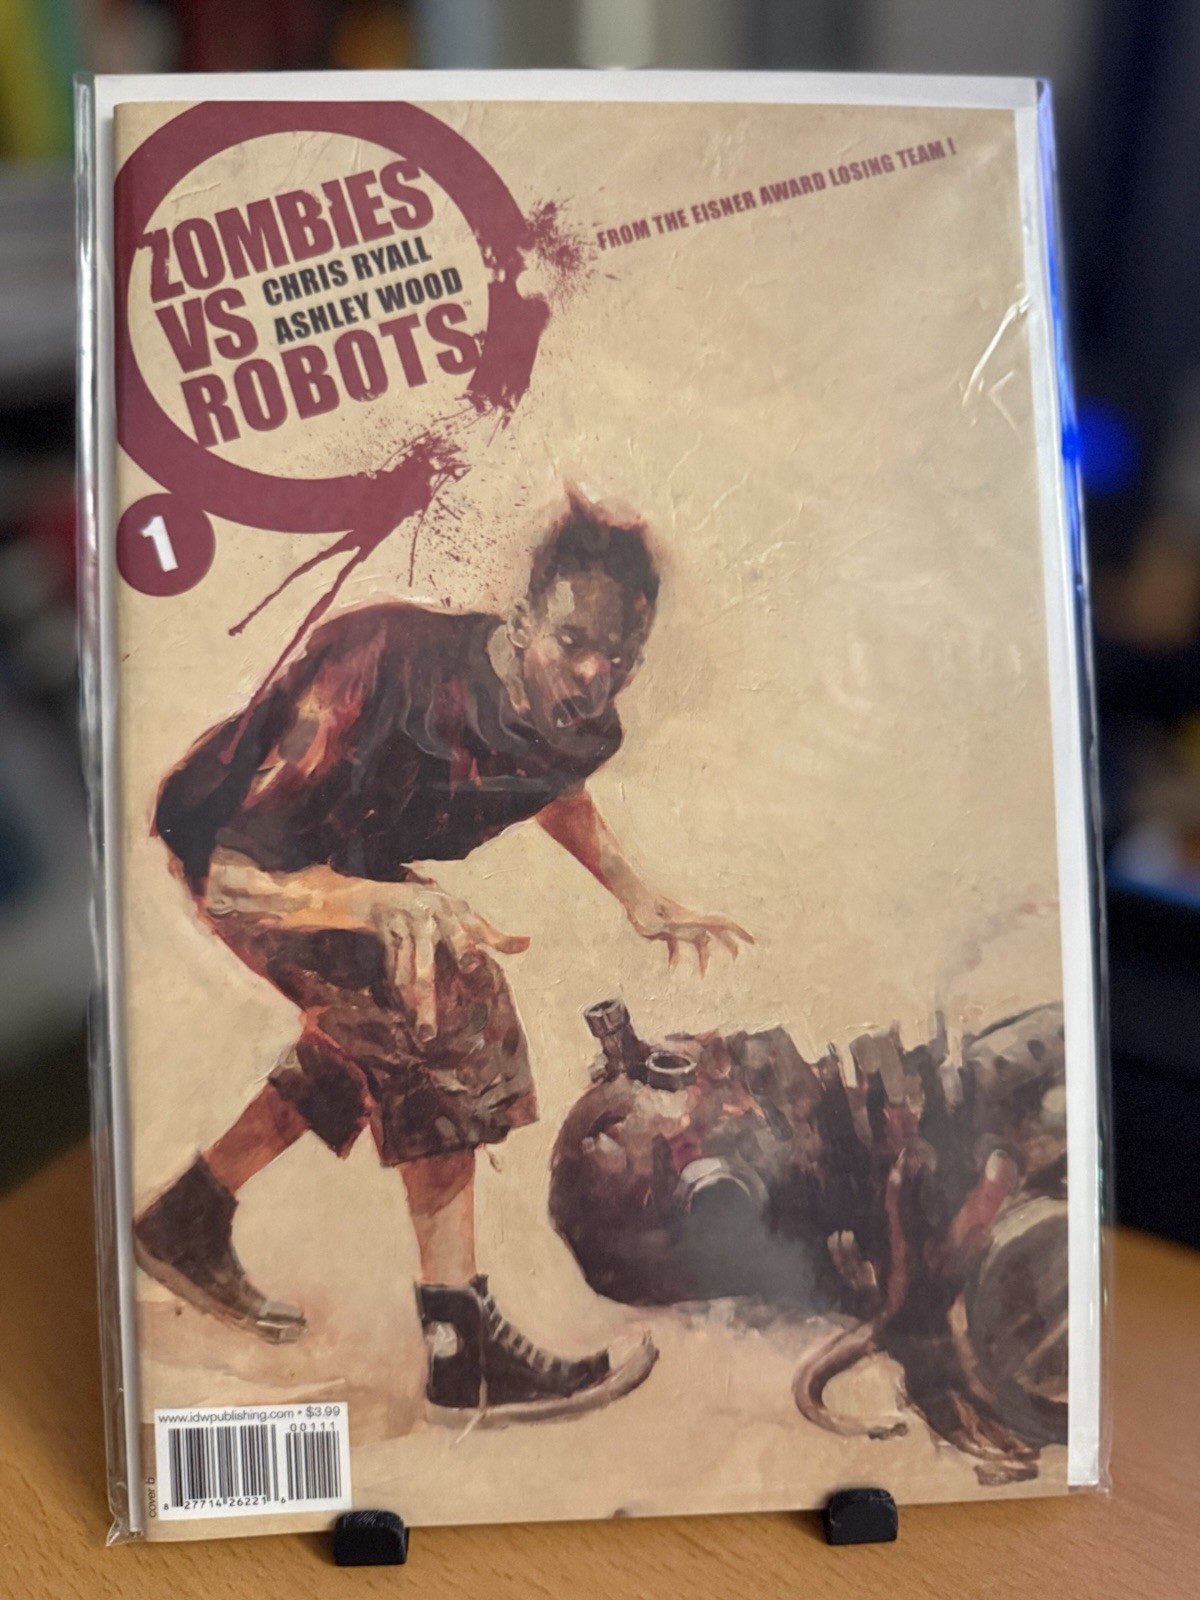 FROM THE EISNER AWARD LOSING TEAM !
ZOMBIES
VS
CHRIS RYALL
ASHLEY WOOD™
ROBOTS
1
www.idwpublishing.com • $3.99
00111
8 27714 26221 6
cover b